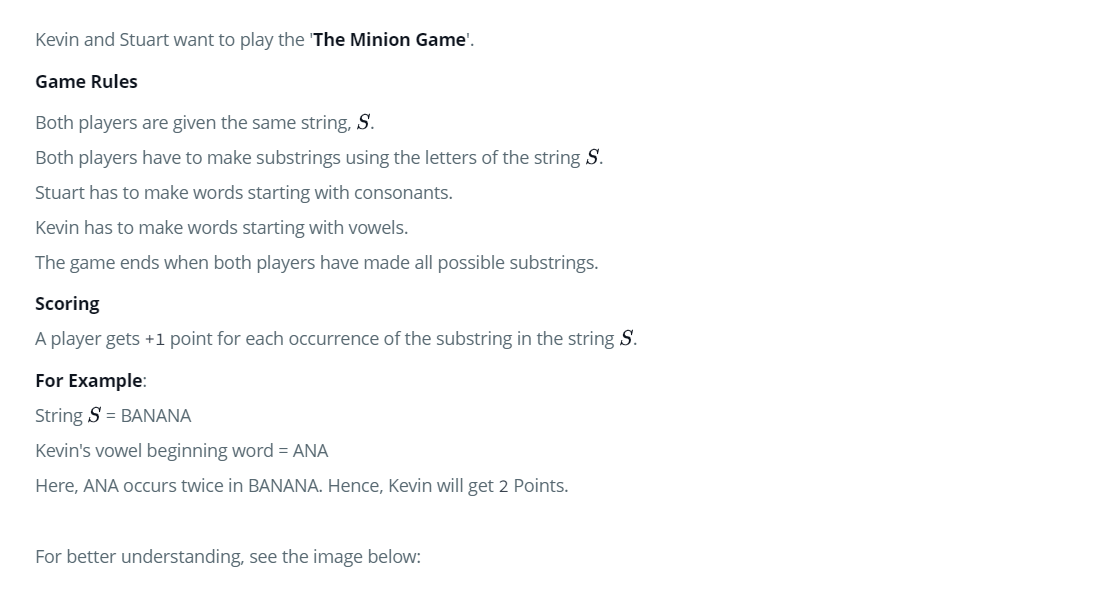 Kevin and Stuart want to play the 'The Minion Game'.
Game Rules
Both players are given the same string, S.
Both players have to make substrings using the letters of the string S.
Stuart has to make words starting with consonants.
Kevin has to make words starting with vowels.
The game ends when both players have made all possible substrings.
Scoring
A player gets +1 point for each occurrence of the substring in the string S.
For Example:
String S = BANANA
Kevin's vowel beginning word = ANA
Here, ANA occurs twice in BANANA. Hence, Kevin will get 2 Points.
For better understanding, see the image below: